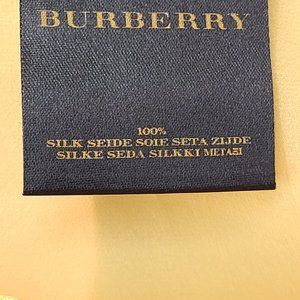 BURBERRY
100%
SILK SEIDE SOIE SETA ZIJDE
SILKE SEDA SILKKI ΜΕΤΑΞΙ